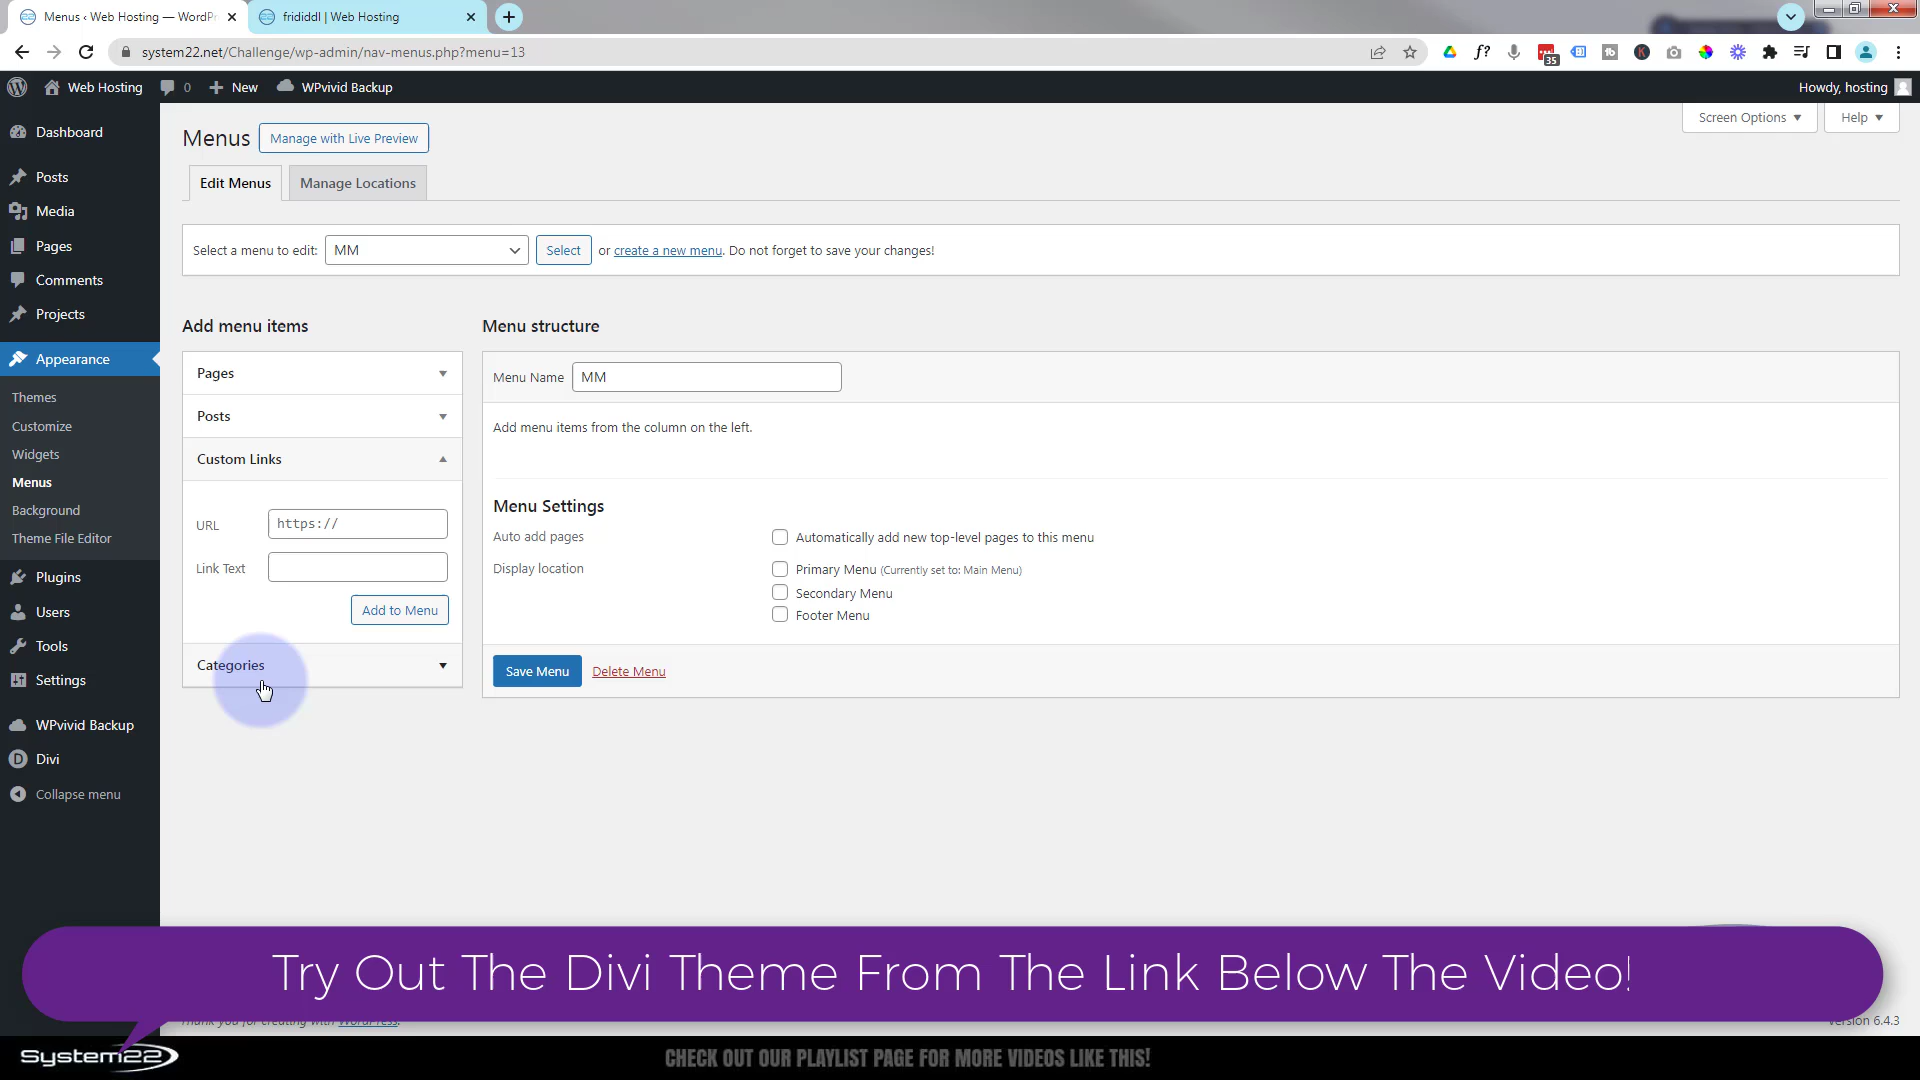 Menus ‹ Web Hosting — WordPr
frididdl | Web Hosting
system22.net/Challenge/wp-admin/nav-menus.php?menu=13
f?
35
Web Hosting
0
New
WPvivid Backup
Howdy, hosting
Dashboard
Posts
Media
Pages
Comments
Projects
Appearance
Themes
Customize
Widgets
Menus
Background
Theme File Editor
Plugins
Users
Tools
Settings
WPvivid Backup
Divi
Collapse menu
Screen Options
Help
Menus
Manage with Live Preview
Edit Menus
Manage Locations
Select a menu to edit: MM Select or create a new menu. Do not forget to save your changes!
Add menu items
Pages
Posts
Custom Links
URL https://
Link Text
Add to Menu
Categories
Menu structure
Menu Name MM
Add menu items from the column on the left.
Menu Settings
Auto add pages
Automatically add new top-level pages to this menu
Display location
Primary Menu (Currently set to: Main Menu)
Secondary Menu
Footer Menu
Save Menu
Delete Menu
Try Out The Divi Theme From The Link Below The Video!
Thank you for creating with WordPress.
Version 6.4.3
System22
CHECK OUT OUR PLAYLIST PAGE FOR MORE VIDEOS LIKE THIS!